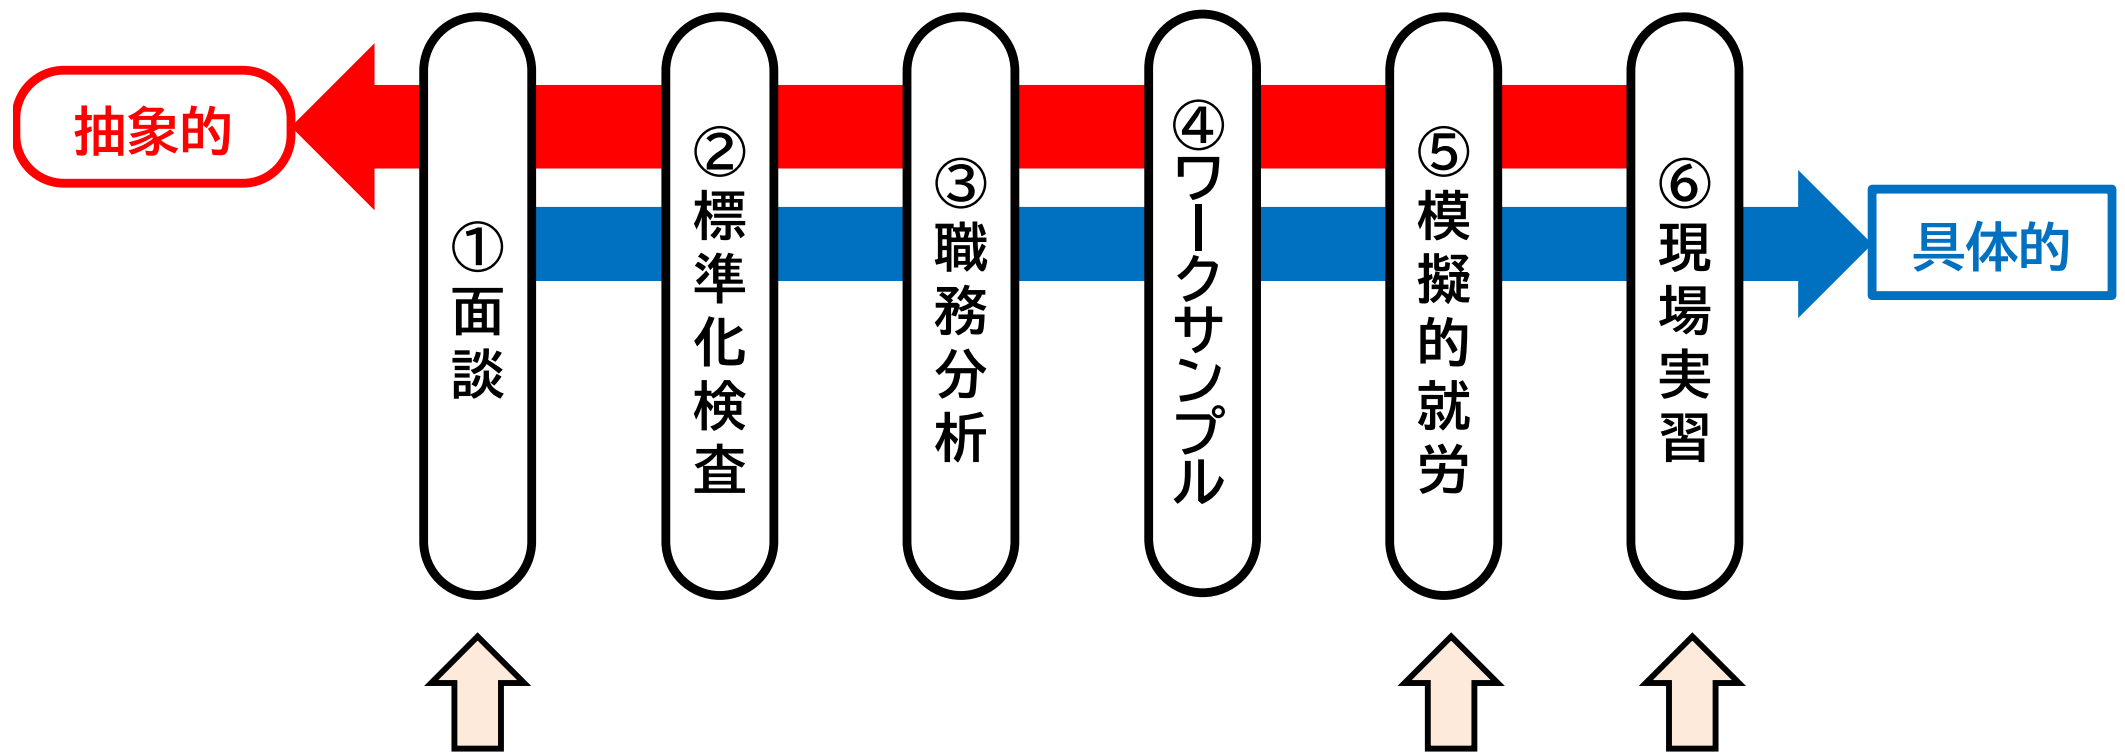 抽象的
①面談
②標準化検査
③職務分析
④ワークサンプル
⑤模擬的就労
⑥現場実習
具体的